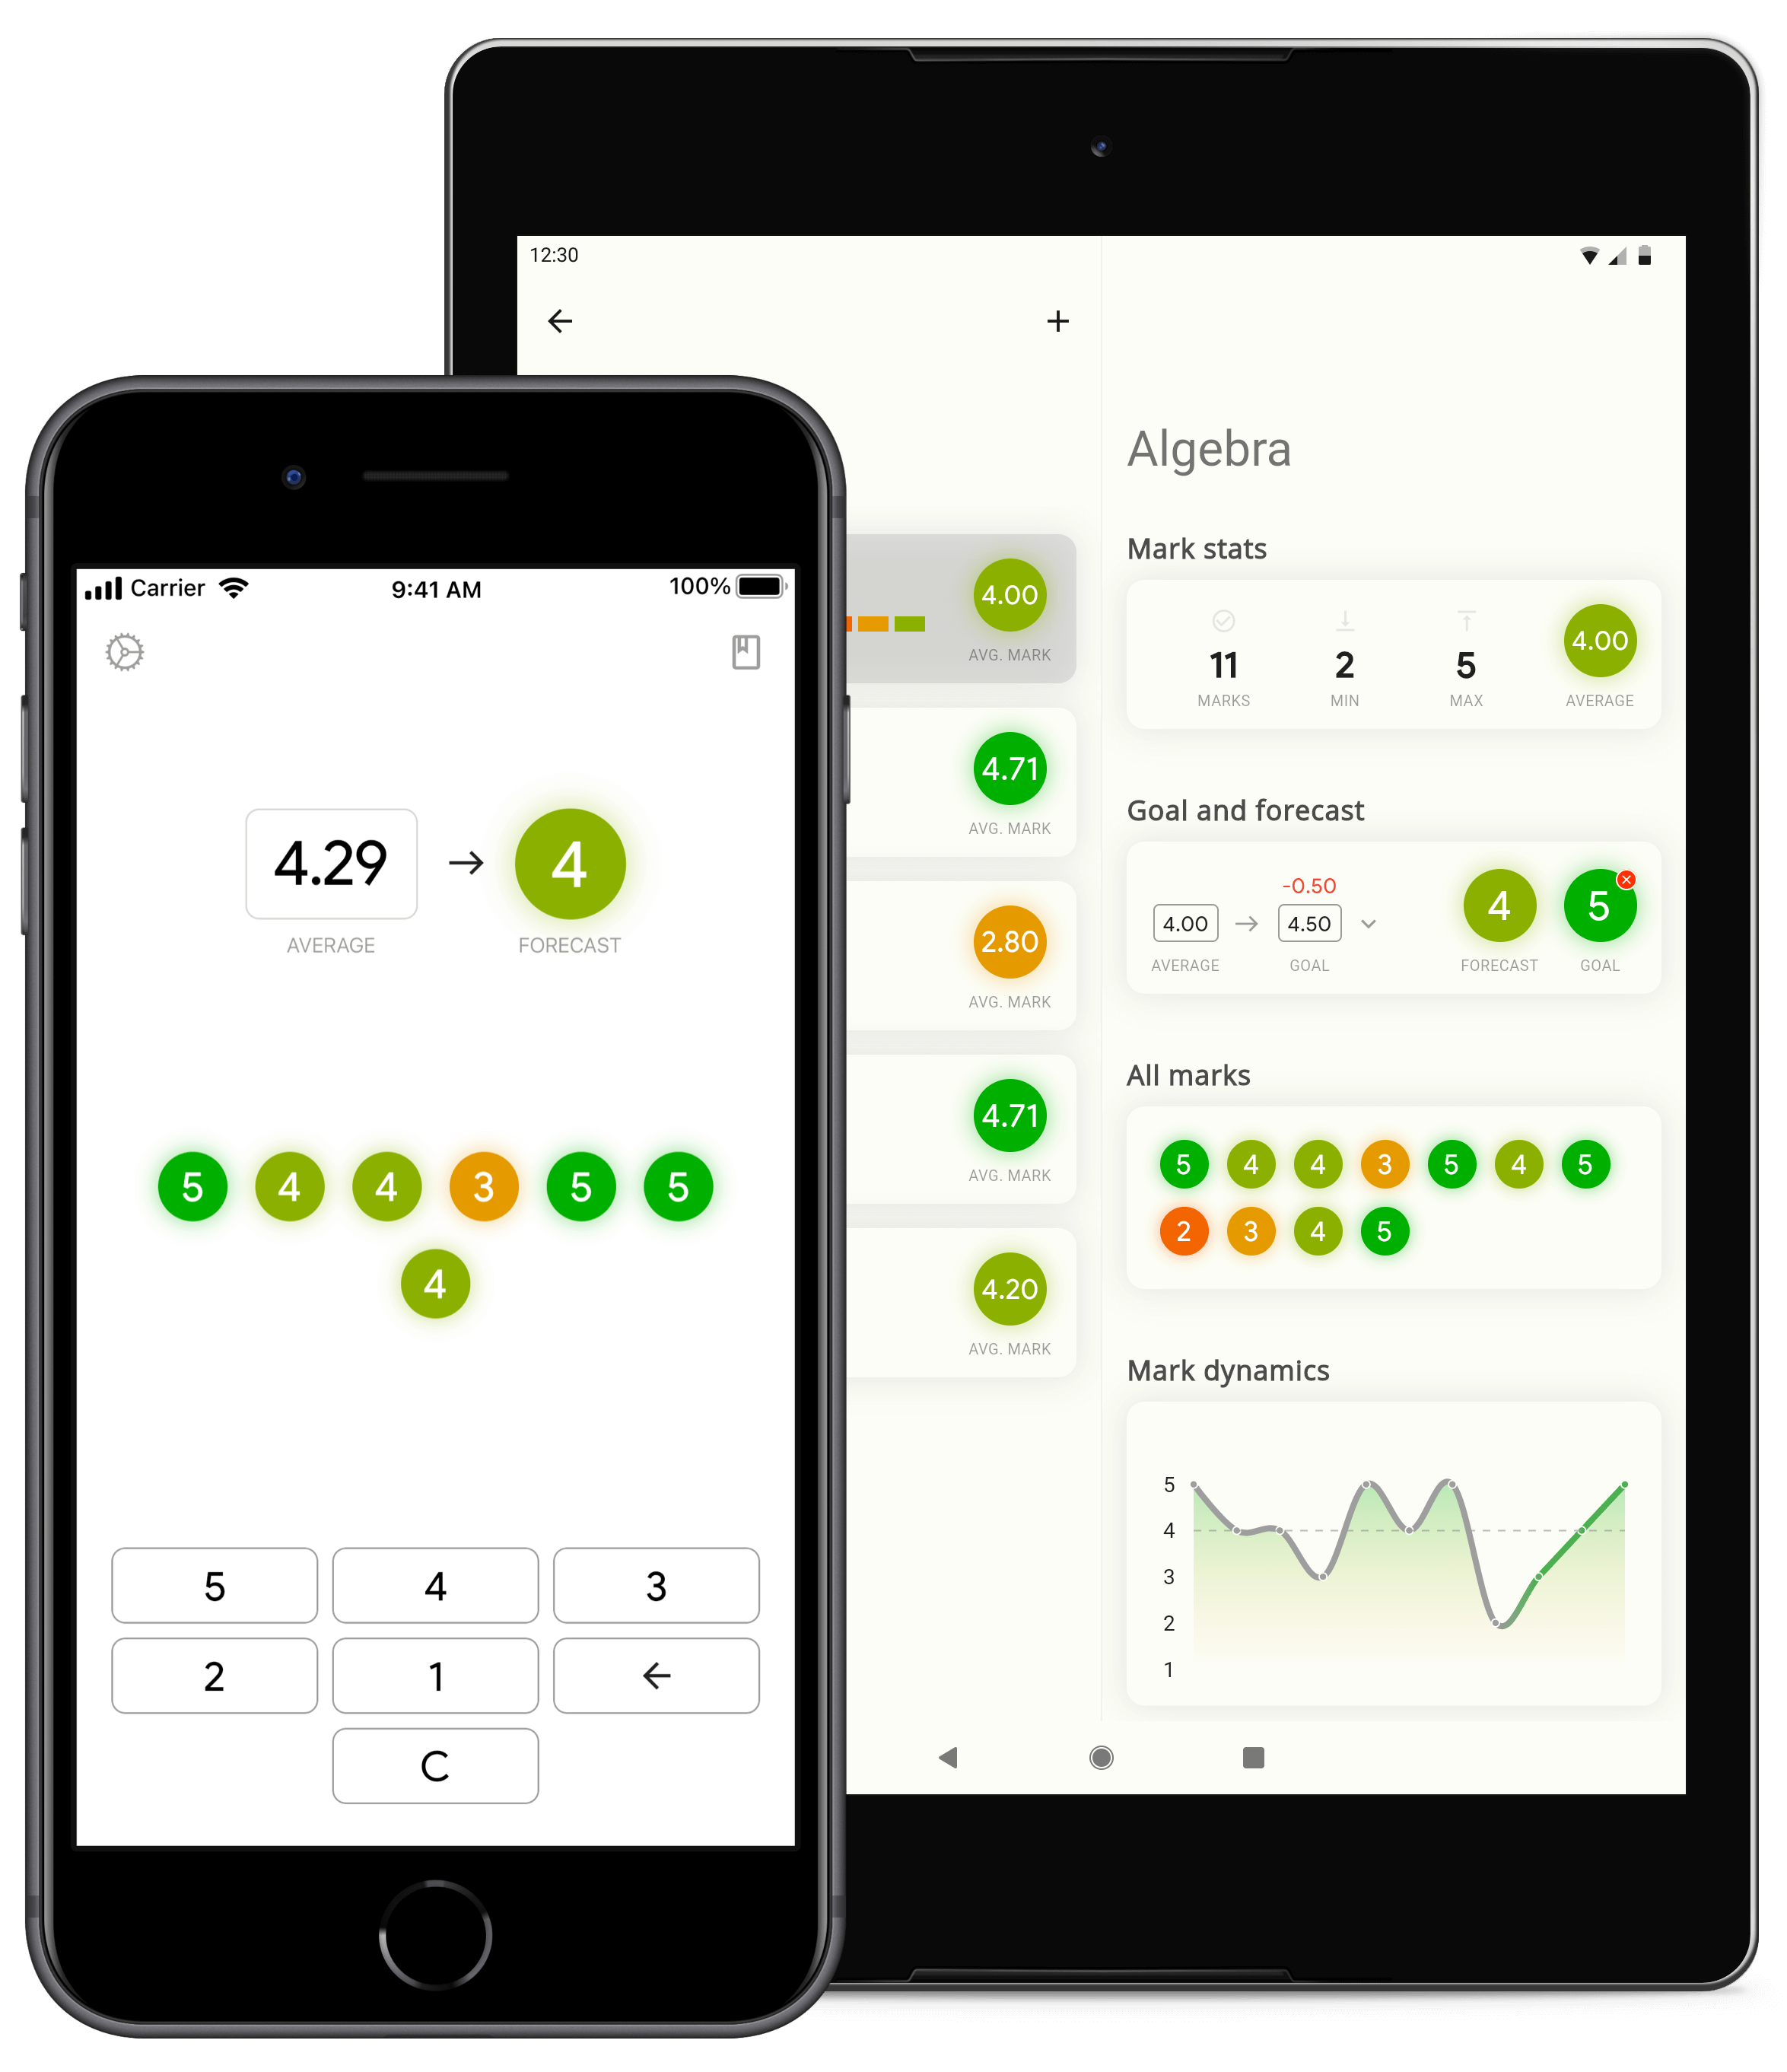 Carrier 9:41 AM 100%
4.29 → 4
AVERAGE FORECAST
5 4 4 3 5 5
4
5 4 3
2 1 ←
C
12:30
← +
4.00
AVG. MARK
4.71
AVG. MARK
2.80
AVG. MARK
4.71
AVG. MARK
4.20
AVG. MARK
Algebra
Mark stats
11 2 5 4.00
MARKS MIN MAX AVERAGE
Goal and forecast
-0.50
4.00 → 4.50 4 5
AVERAGE GOAL FORECAST GOAL
All marks
5 4 4 3 5 4 5
2 3 4 5
Mark dynamics
5
4
3
2
1